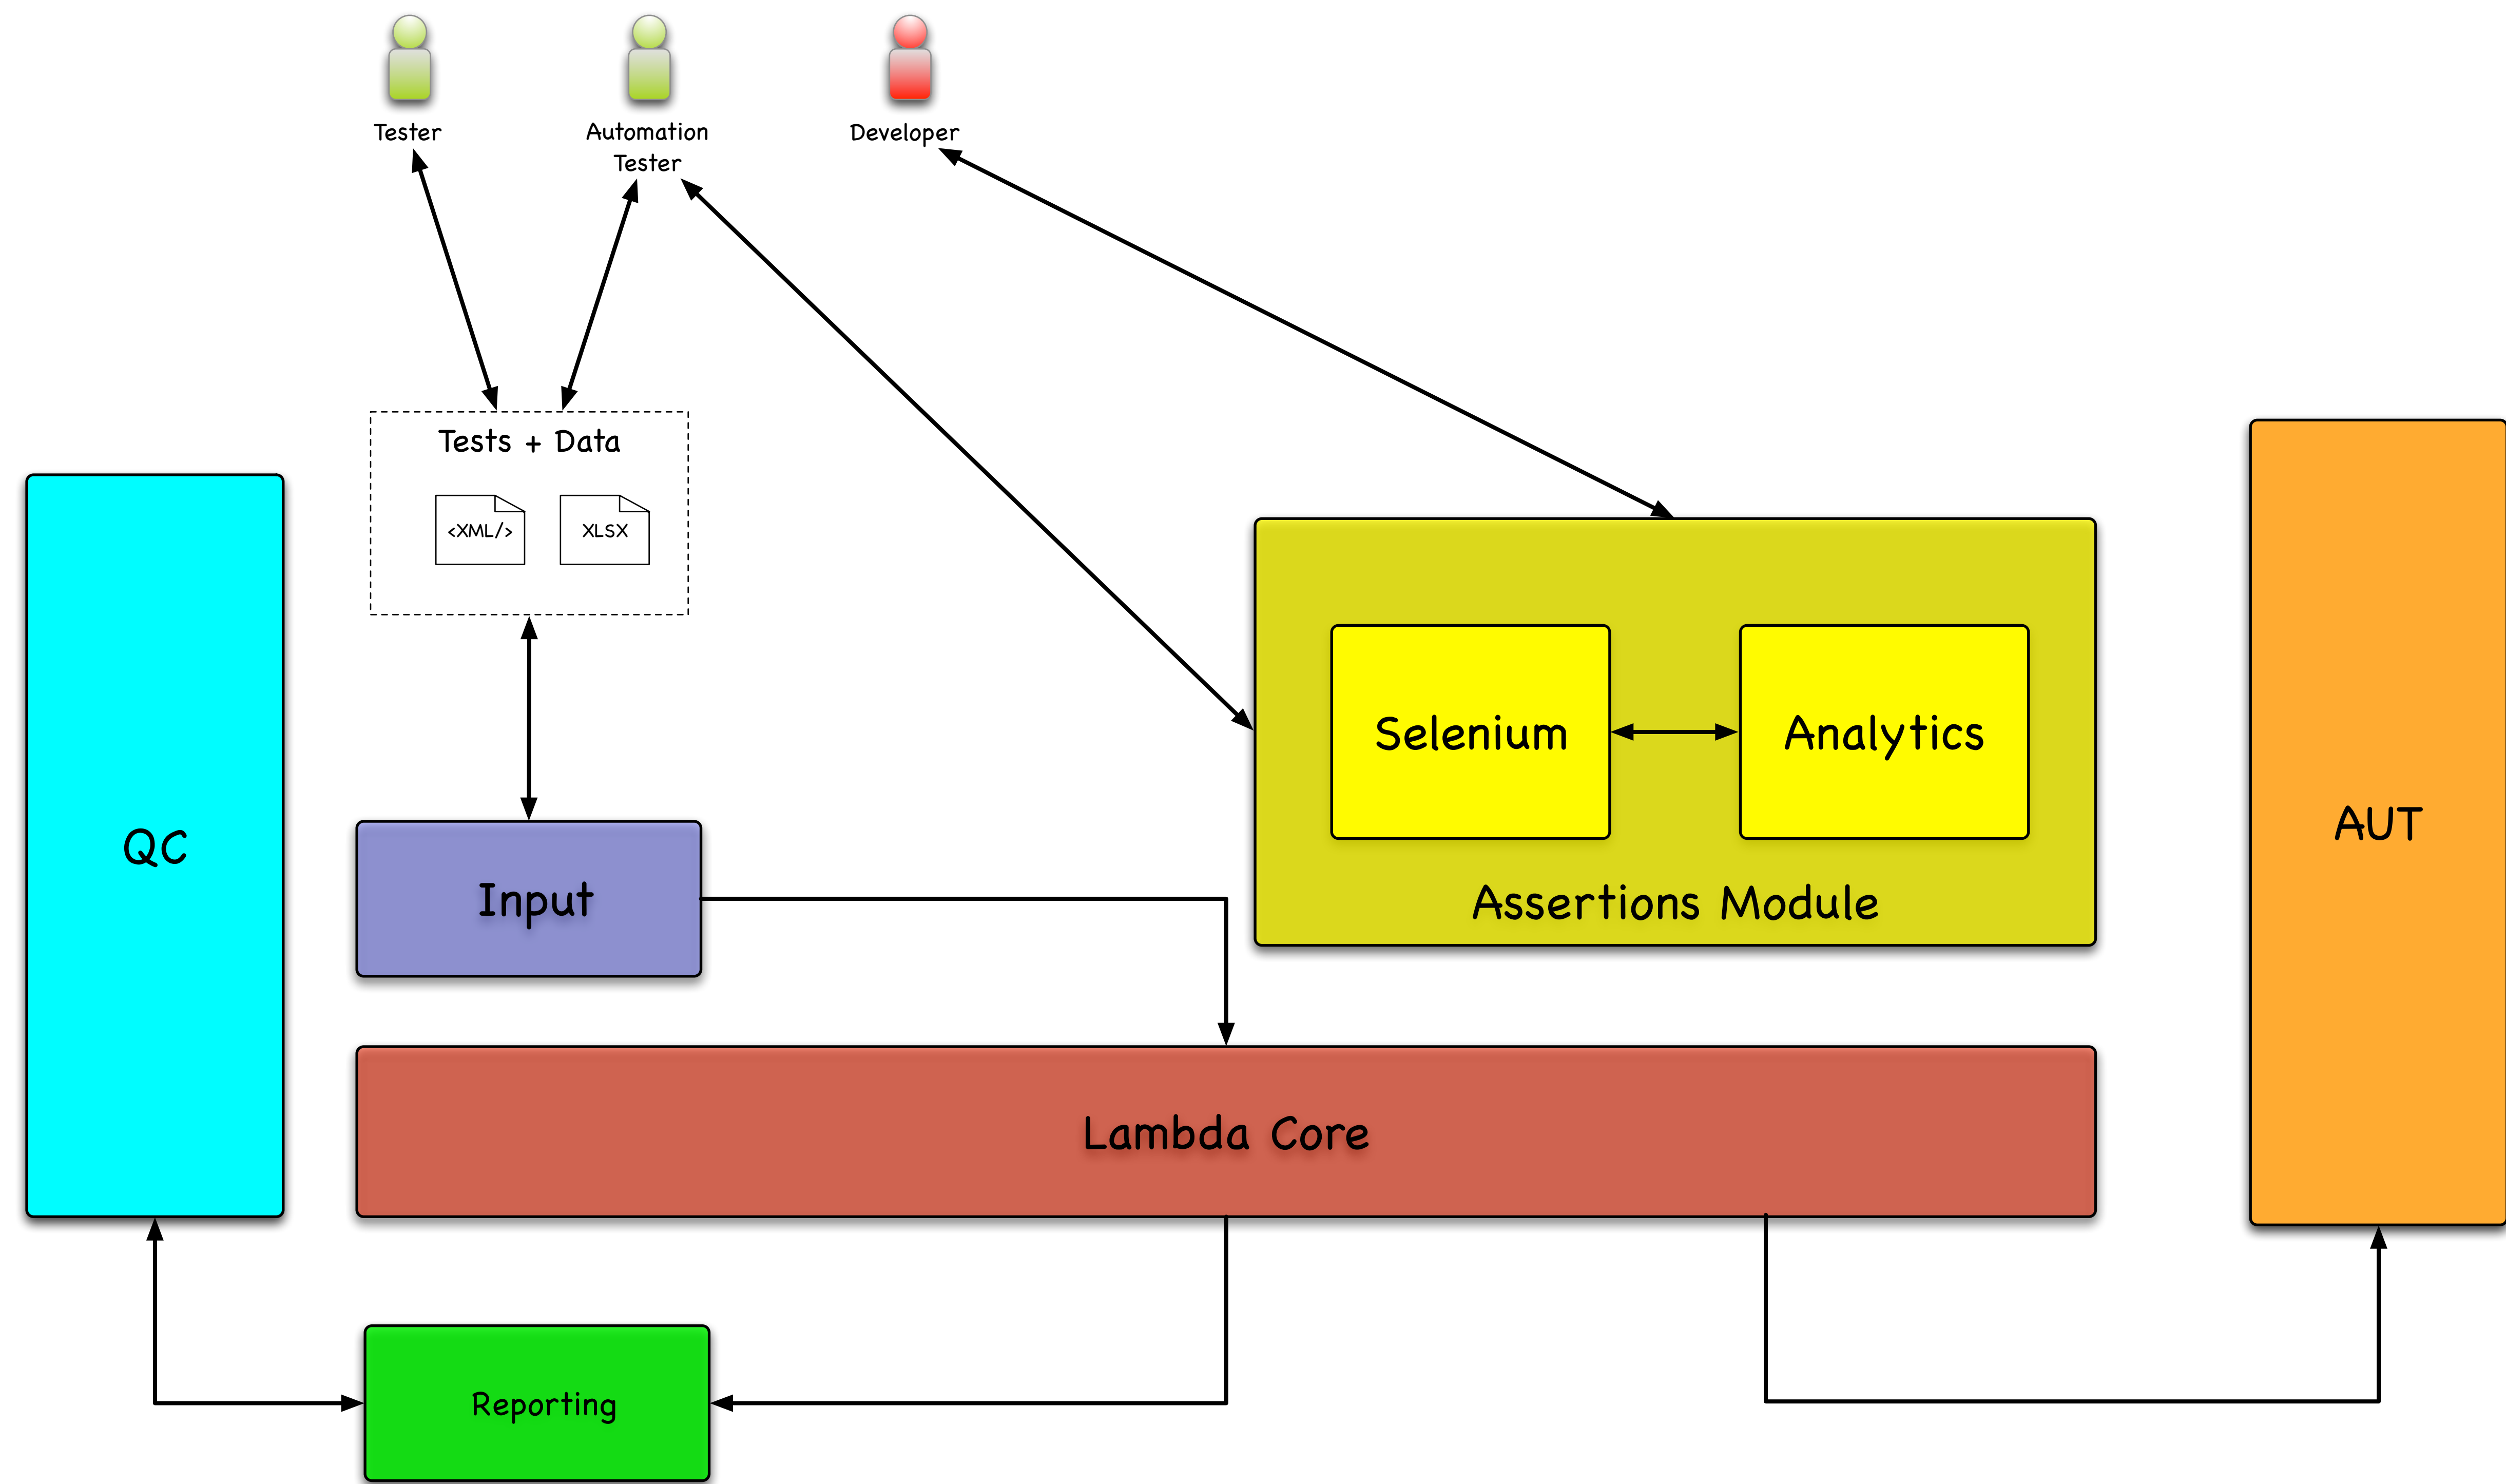 Tester
Automation
Tester
Developer
Tests + Data
<XML/>
XLSX
Selenium
Analytics
Assertions Module
QC
AUT
Input
Lambda Core
Reporting